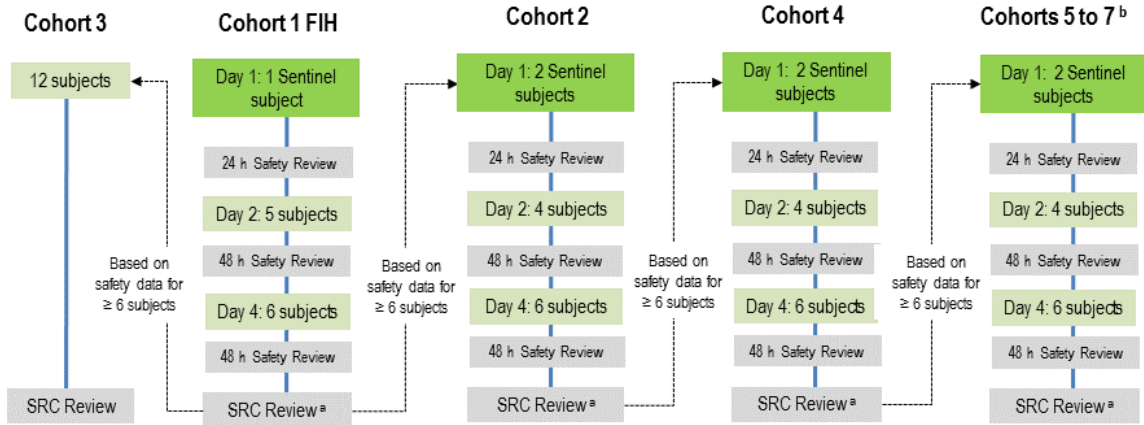 Cohort 3
12 subjects
SRC Review
Based on
safety data for
≥ 6 subjects
Cohort 1 FIH
Day 1: 1 Sentinel
subject
24 h Safety Review
Day 2: 5 subjects
48 h Safety Review
Day 4: 6 subjects
48 h Safety Review
SRC Review a
Based on
safety data for
≥ 6 subjects
Cohort 2
Day 1: 2 Sentinel
subjects
24 h Safety Review
Day 2: 4 subjects
48 h Safety Review
Day 4: 6 subjects
48 h Safety Review
SRC Review a
Based on
safety data for
≥ 6 subjects
Cohort 4
Day 1: 2 Sentinel
subjects
24 h Safety Review
Day 2: 4 subjects
48 h Safety Review
Day 4: 6 subjects
48 h Safety Review
SRC Review a
Based on
safety data for
≥ 6 subjects
Cohorts 5 to 7 b
Day 1: 2 Sentinel
subjects
24 h Safety Review
Day 2: 4 subjects
48 h Safety Review
Day 4: 6 subjects
48 h Safety Review
SRC Review a